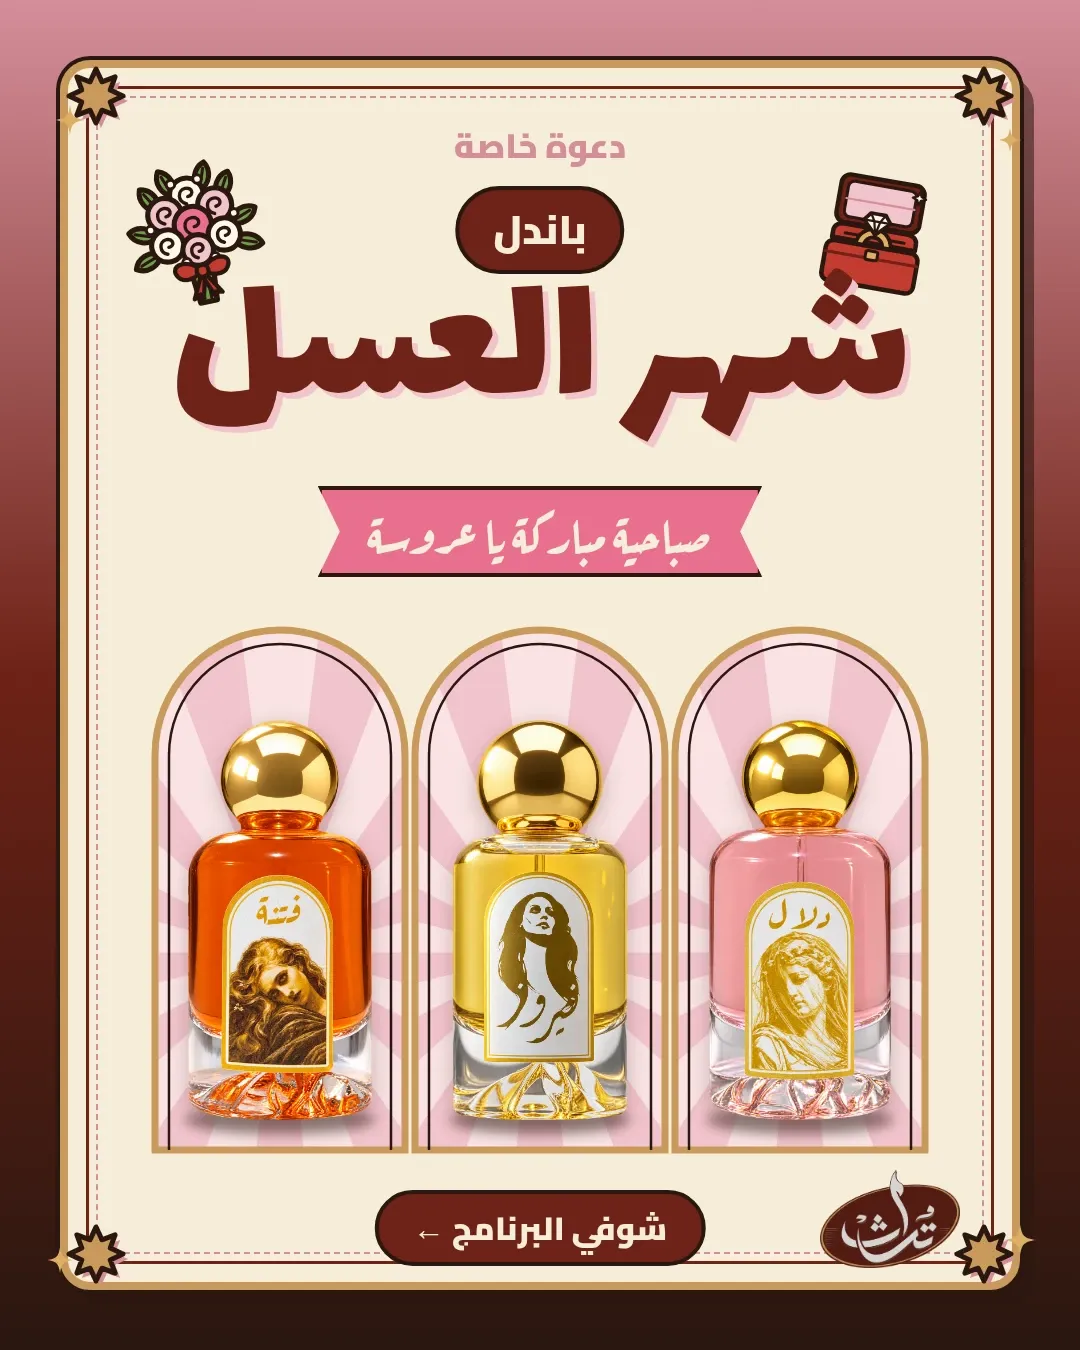 دعوة خاصة
باندل
شهر العسل
صباحية مباركة يا عروسة
دلال
فيروز
فتنة
شوفي البرنامج ←
تراث